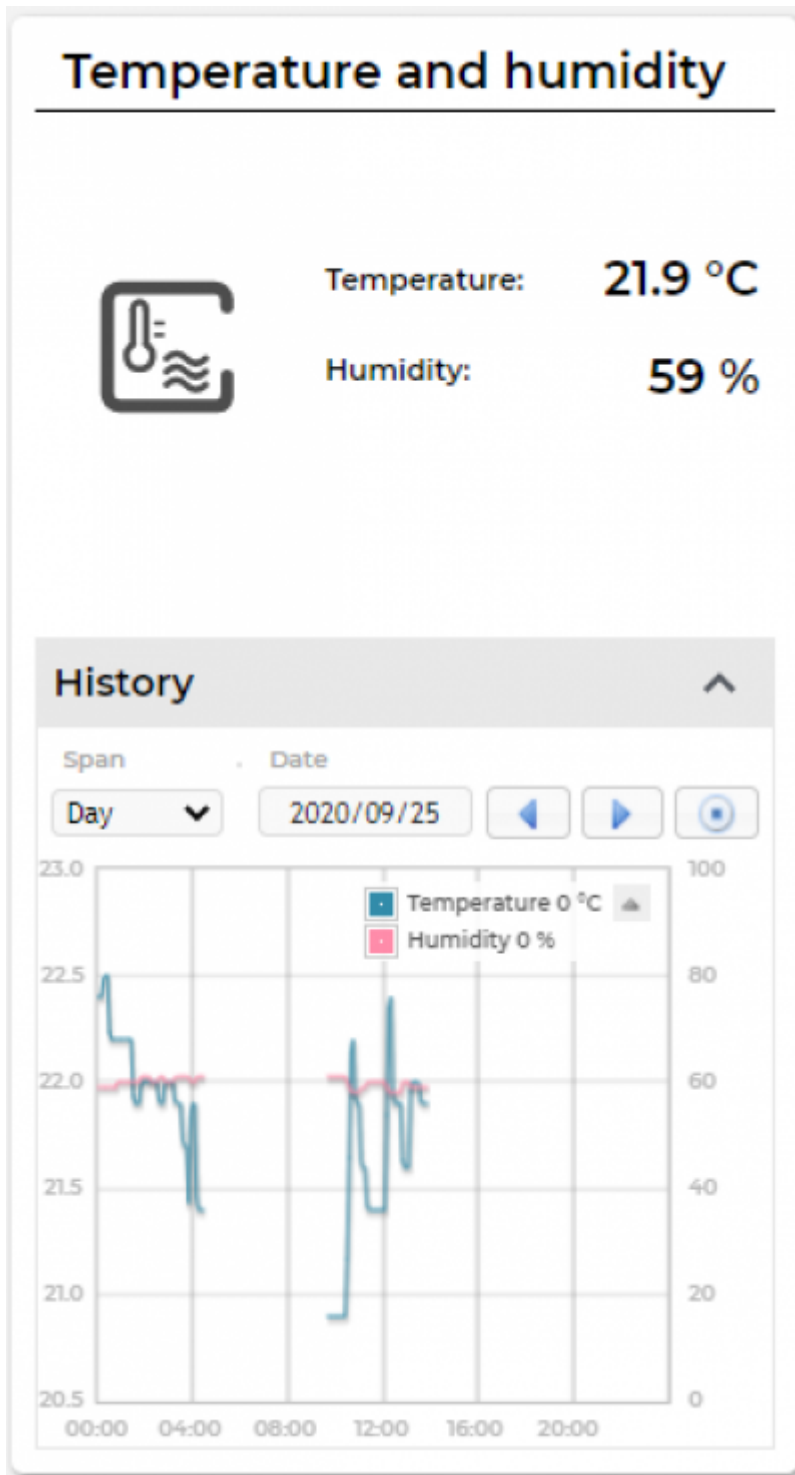 Temperature and humidity
Temperature: 21.9 °C
Humidity: 59 %
History
Span . Date
Day 2020/09/25
23.0 100
Temperature 0 °C
Humidity 0 %
22.5 80
22.0 60
21.5 40
21.0 20
20.5 0
00:00 04:00 08:00 12:00 16:00 20:00